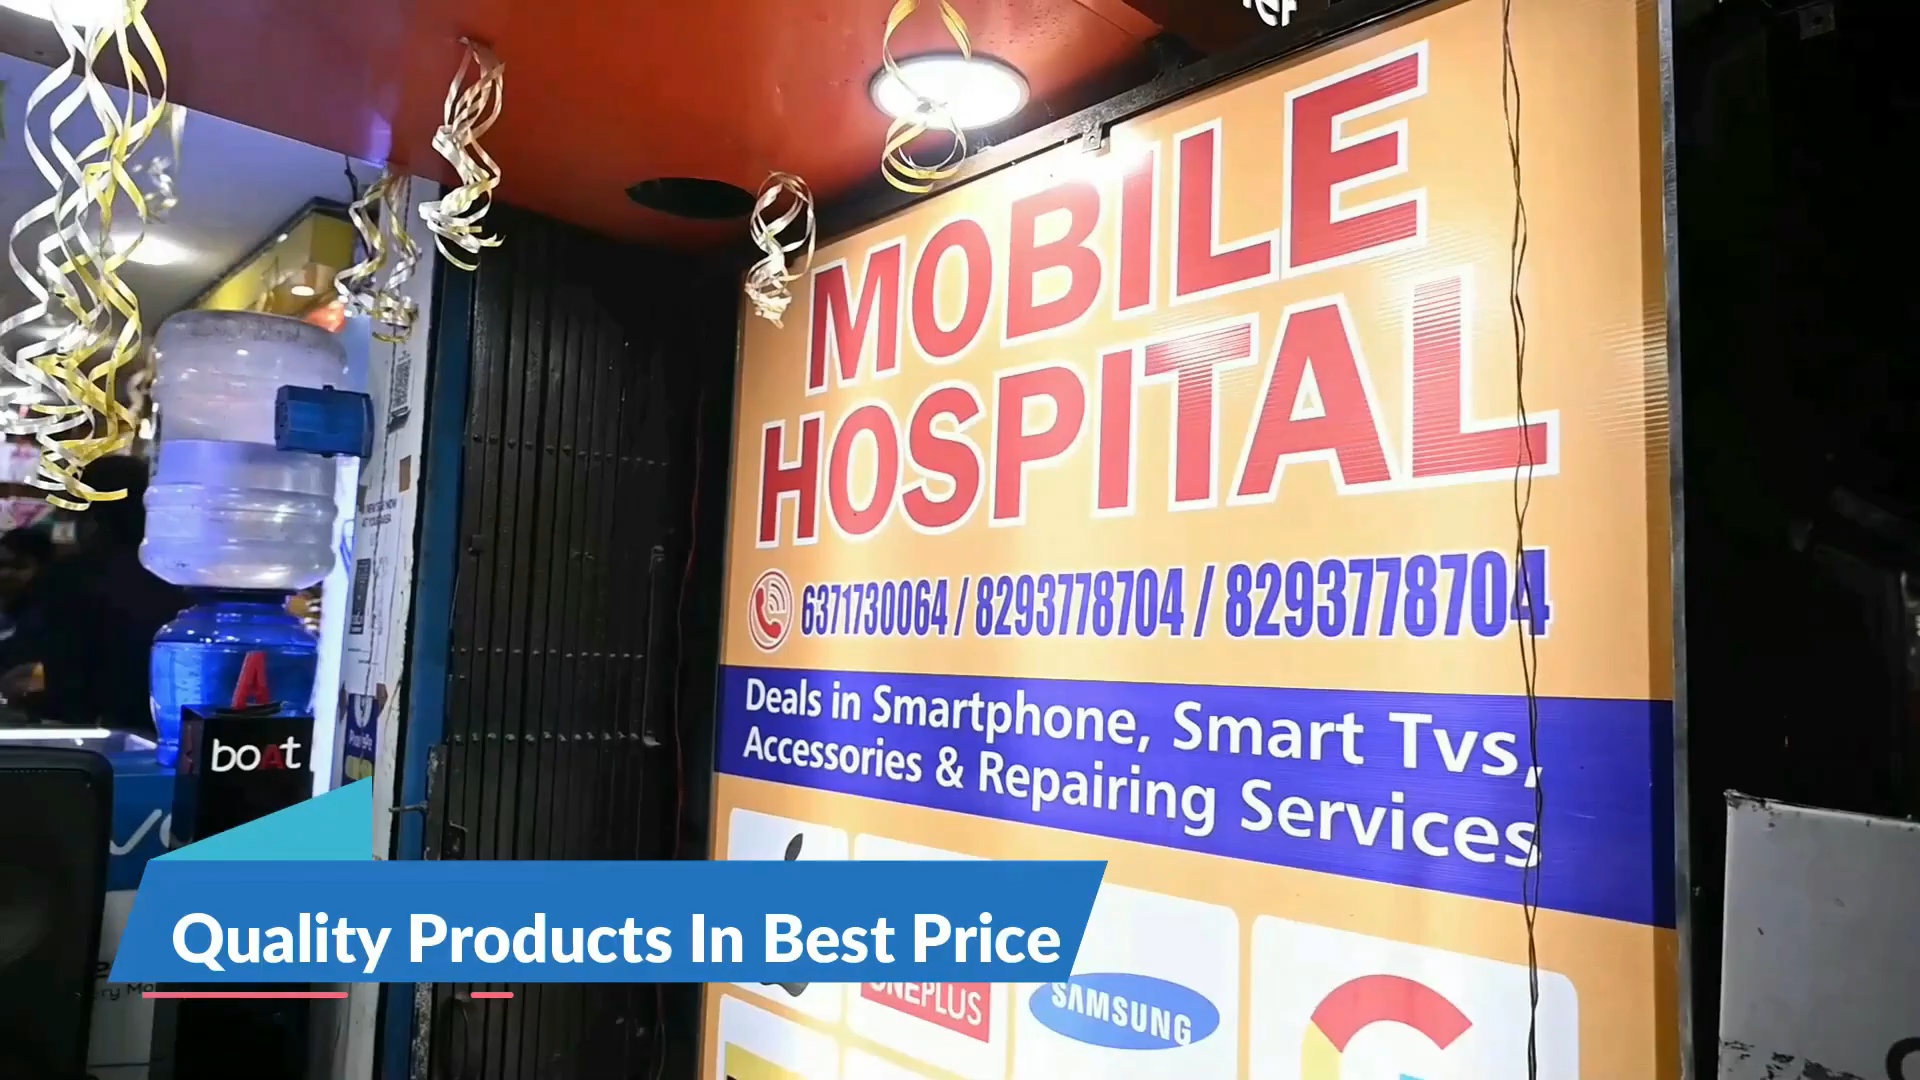 MOBILE
HOSPITAL
6371730064 / 8293778704 / 8293778704
Deals in Smartphone, Smart Tvs,
Accessories & Repairing Services
ONEPLUS
SAMSUNG
A
boAt
Quality Products In Best Price